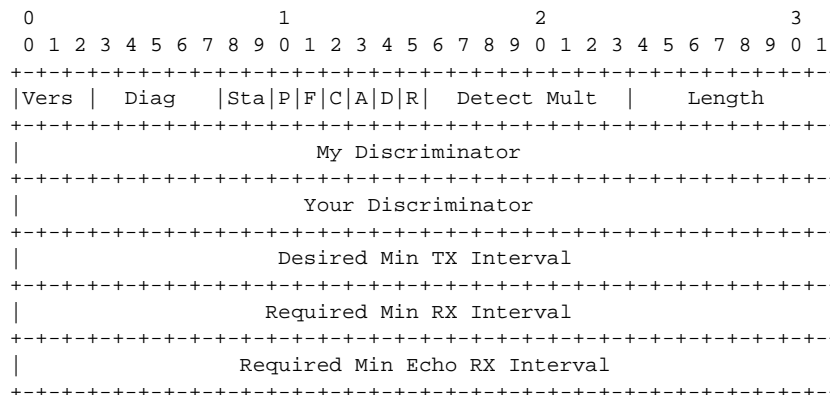 0                   1                   2                   3
 0 1 2 3 4 5 6 7 8 9 0 1 2 3 4 5 6 7 8 9 0 1 2 3 4 5 6 7 8 9 0 1
+-+-+-+-+-+-+-+-+-+-+-+-+-+-+-+-+-+-+-+-+-+-+-+-+-+-+-+-+-+-+-+-
|Vers |  Diag   |Sta|P|F|C|A|D|R|  Detect Mult  |    Length
+-+-+-+-+-+-+-+-+-+-+-+-+-+-+-+-+-+-+-+-+-+-+-+-+-+-+-+-+-+-+-+-
|                       My Discriminator
+-+-+-+-+-+-+-+-+-+-+-+-+-+-+-+-+-+-+-+-+-+-+-+-+-+-+-+-+-+-+-+-
|                      Your Discriminator
+-+-+-+-+-+-+-+-+-+-+-+-+-+-+-+-+-+-+-+-+-+-+-+-+-+-+-+-+-+-+-+-
|                    Desired Min TX Interval
+-+-+-+-+-+-+-+-+-+-+-+-+-+-+-+-+-+-+-+-+-+-+-+-+-+-+-+-+-+-+-+-
|                   Required Min RX Interval
+-+-+-+-+-+-+-+-+-+-+-+-+-+-+-+-+-+-+-+-+-+-+-+-+-+-+-+-+-+-+-+-
|                 Required Min Echo RX Interval
+-+-+-+-+-+-+-+-+-+-+-+-+-+-+-+-+-+-+-+-+-+-+-+-+-+-+-+-+-+-+-+-